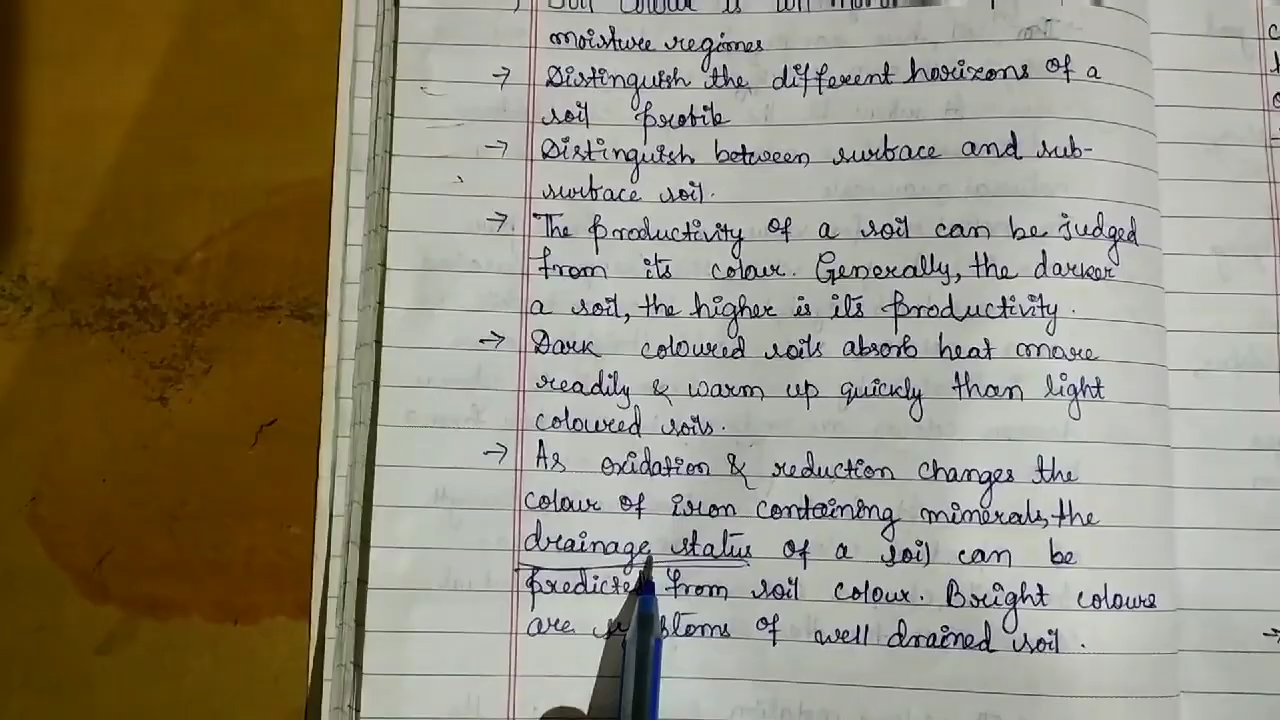 moisture regimes
→ Distinguish the different horizons of a
soil profile
→ Distinguish between surface and sub-
surface soil.
→ The productivity of a soil can be judged
from its colour. Generally, the darker
a soil, the higher is its productivity.
→ Dark coloured soils absorb heat more
readily & warm up quickly than light
coloured soils.
→ As oxidation & reduction changes the
colour of iron containing minerals, the
drainage status of a soil can be
predicted from soil colour. Bright colours
are of well drained soil.